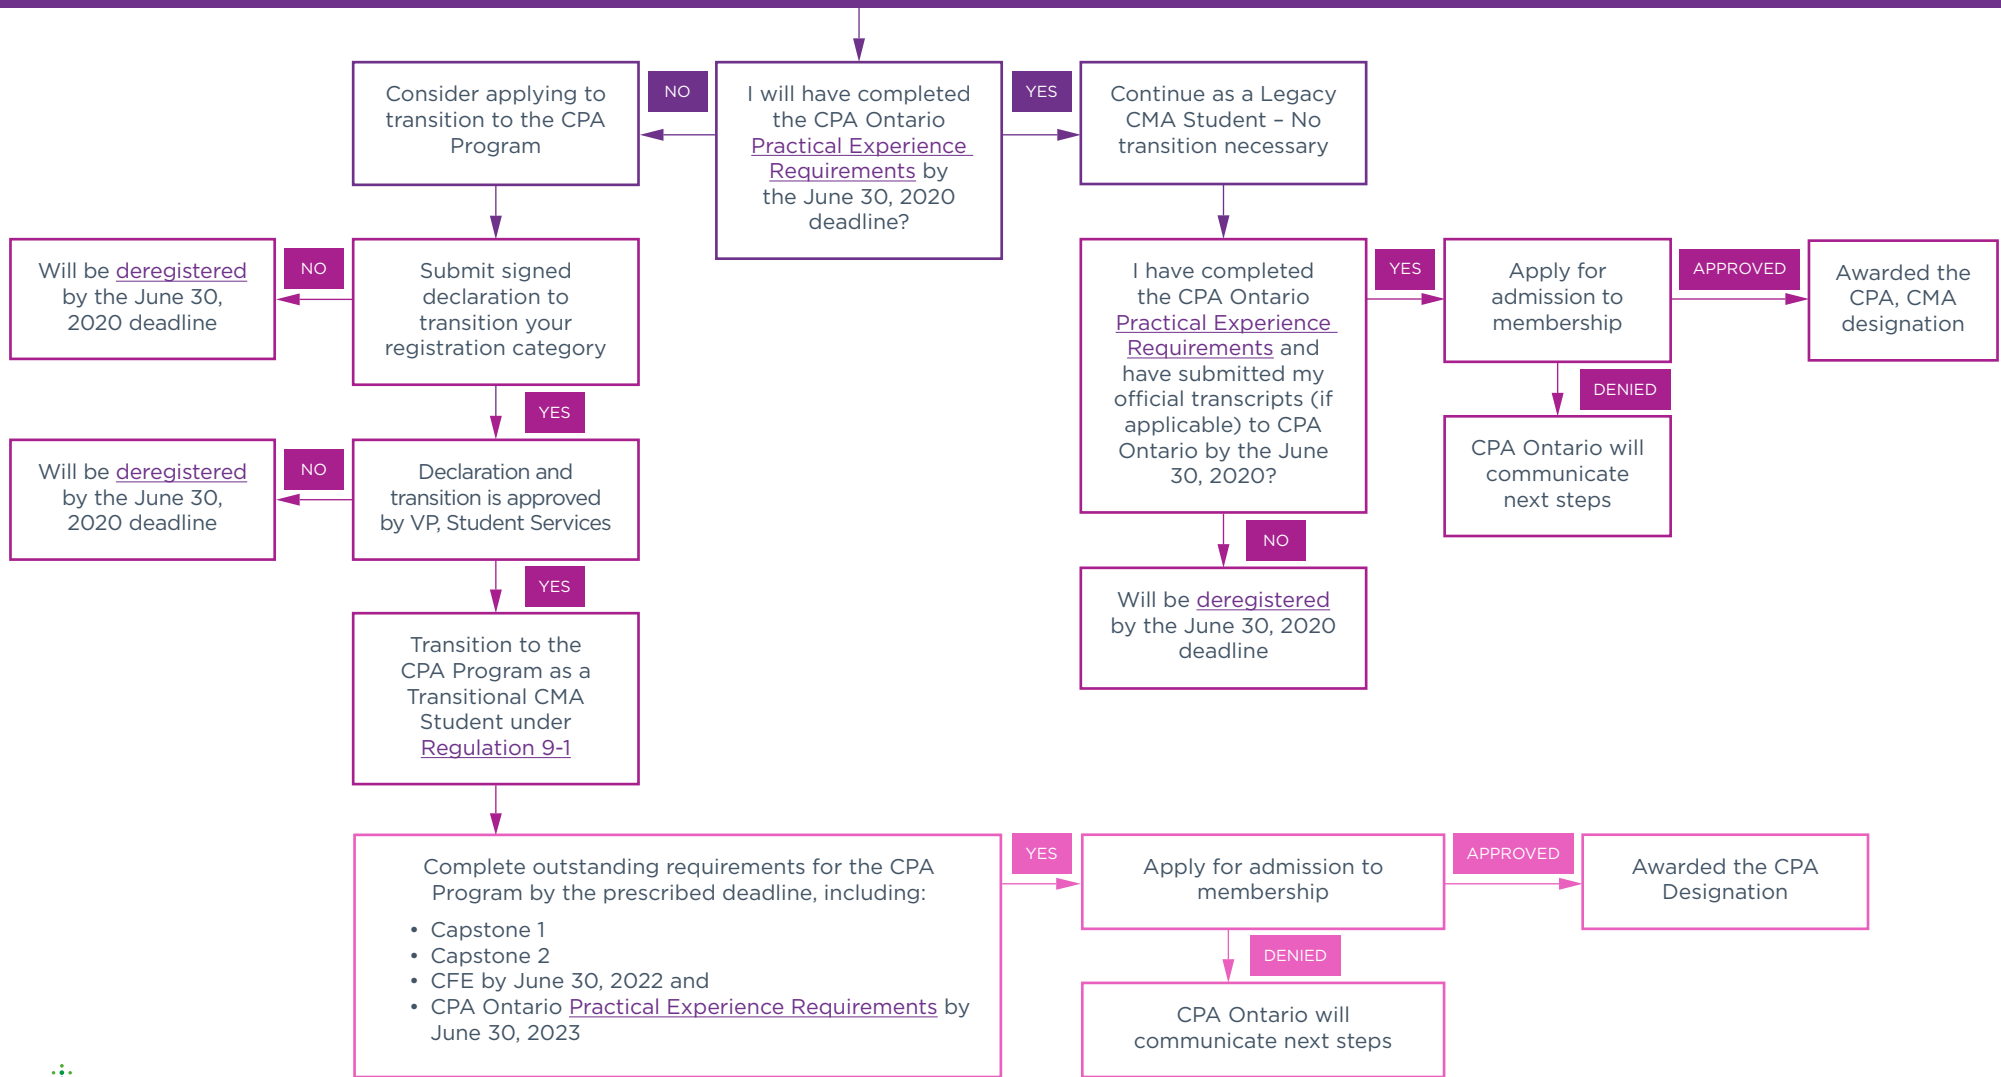 Consider applying to
transition to the CPA
Program
NO
I will have completed
the CPA Ontario
Practical Experience
Requirements by
the June 30, 2020
deadline?
YES
Continue as a Legacy
CMA Student – No
transition necessary
Will be deregistered
by the June 30,
2020 deadline
NO
Submit signed
declaration to
transition your
registration category
I have completed
the CPA Ontario
Practical Experience
Requirements and
have submitted my
official transcripts (if
applicable) to CPA
Ontario by the June
30, 2020?
YES
Apply for
admission to
membership
APPROVED
Awarded the
CPA, CMA
designation
DENIED
CPA Ontario will
communicate
next steps
YES
Will be deregistered
by the June 30,
2020 deadline
NO
Declaration and
transition is approved
by VP, Student Services
NO
Will be deregistered
by the June 30, 2020
deadline
YES
Transition to the
CPA Program as a
Transitional CMA
Student under
Regulation 9-1
Complete outstanding requirements for the CPA
Program by the prescribed deadline, including:
• Capstone 1
• Capstone 2
• CFE by June 30, 2022 and
• CPA Ontario Practical Experience Requirements by
June 30, 2023
YES
Apply for admission to
membership
APPROVED
Awarded the CPA
Designation
DENIED
CPA Ontario will
communicate next steps